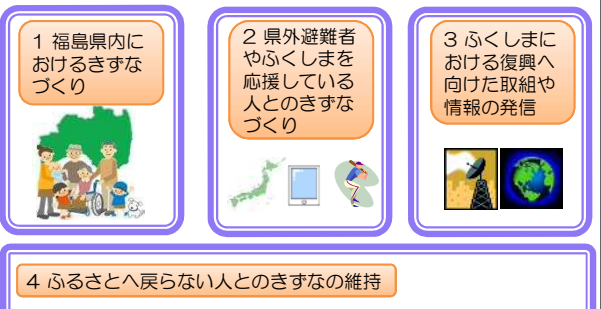 1 福島県内に
おけるきずな
づくり
2 県外避難者
やふくしまを
応援している
人とのきずな
づくり
3 ふくしまに
おける復興へ
向けた取組や
情報の発信
4 ふるさとへ戻らない人とのきずなの維持